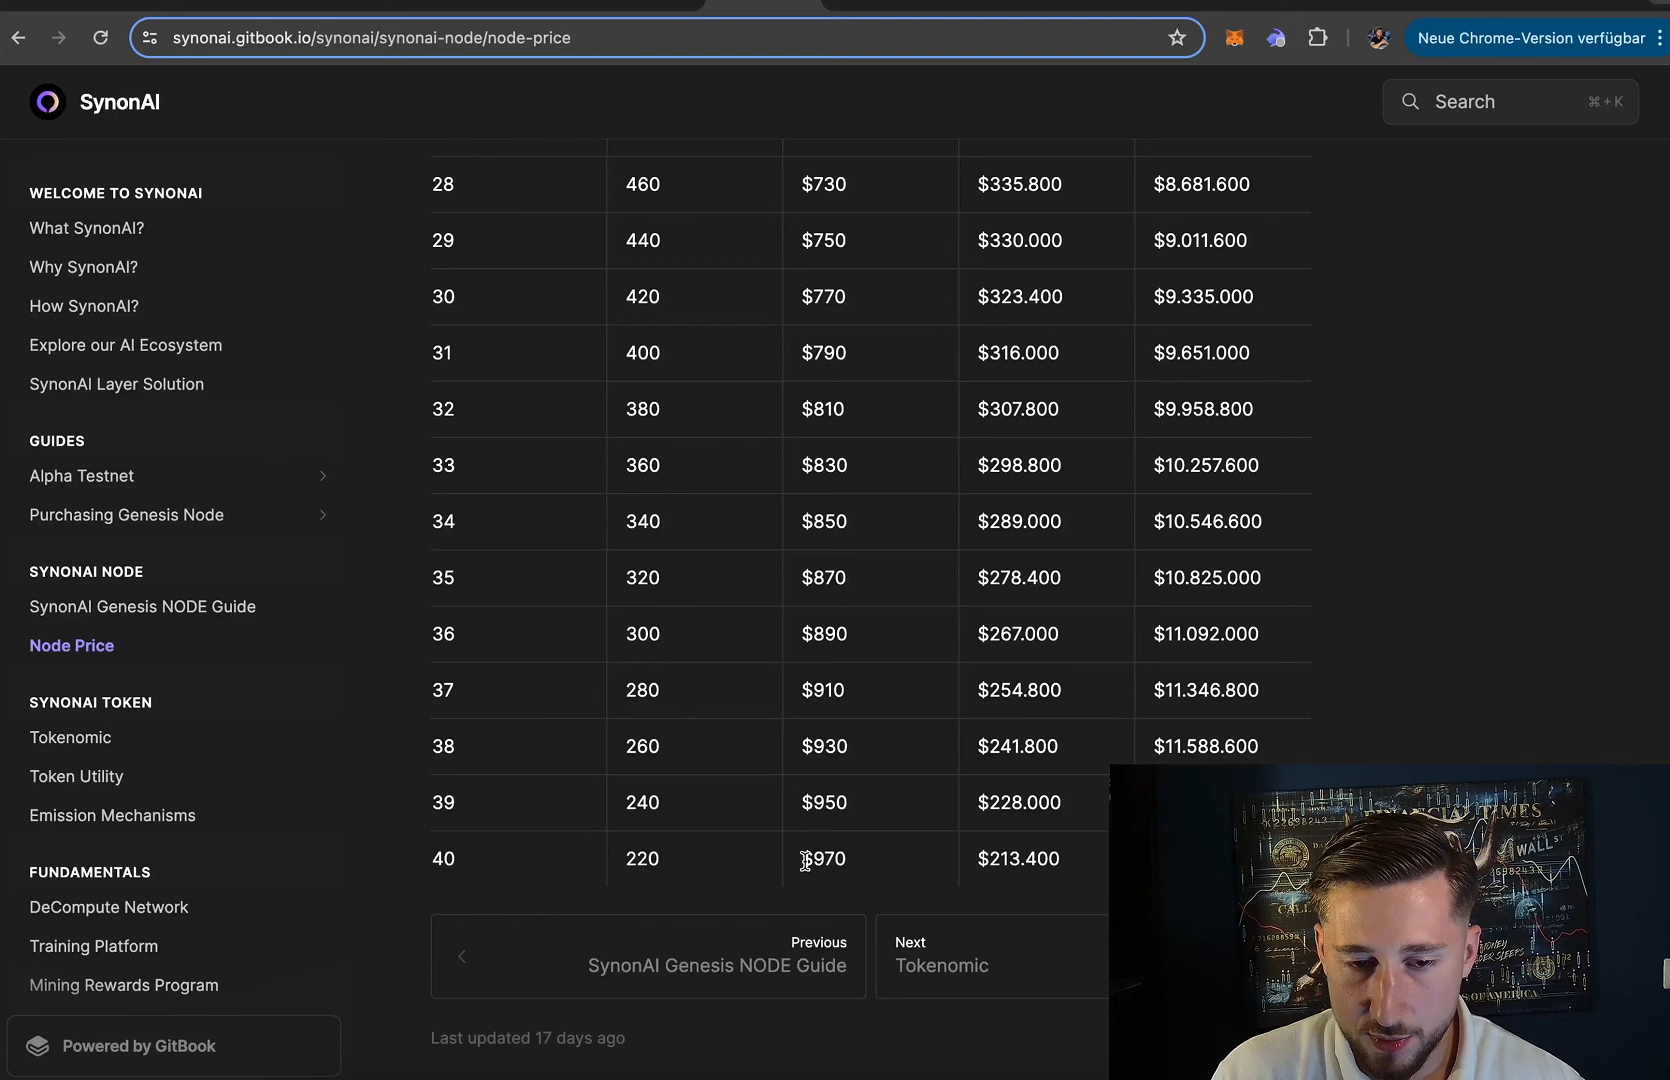 synonai.gitbook.io/synonai/synonai-node/node-price
Neue Chrome-Version verfügbar
SynonAI
Search
⌘+K
WELCOME TO SYNONAI
What SynonAI?
Why SynonAI?
How SynonAI?
Explore our AI Ecosystem
SynonAI Layer Solution
GUIDES
Alpha Testnet
Purchasing Genesis Node
SYNONAI NODE
SynonAI Genesis NODE Guide
Node Price
SYNONAI TOKEN
Tokenomic
Token Utility
Emission Mechanisms
FUNDAMENTALS
DeCompute Network
Training Platform
Mining Rewards Program
Powered by GitBook
28 460 $730 $335.800 $8.681.600
29 440 $750 $330.000 $9.011.600
30 420 $770 $323.400 $9.335.000
31 400 $790 $316.000 $9.651.000
32 380 $810 $307.800 $9.958.800
33 360 $830 $298.800 $10.257.600
34 340 $850 $289.000 $10.546.600
35 320 $870 $278.400 $10.825.000
36 300 $890 $267.000 $11.092.000
37 280 $910 $254.800 $11.346.800
38 260 $930 $241.800 $11.588.600
39 240 $950 $228.000
40 220 $970 $213.400
Previous
SynonAI Genesis NODE Guide
Next
Tokenomic
Last updated 17 days ago
FINANCIAL TIMES
WALL ST
CALL
OF AMERICA